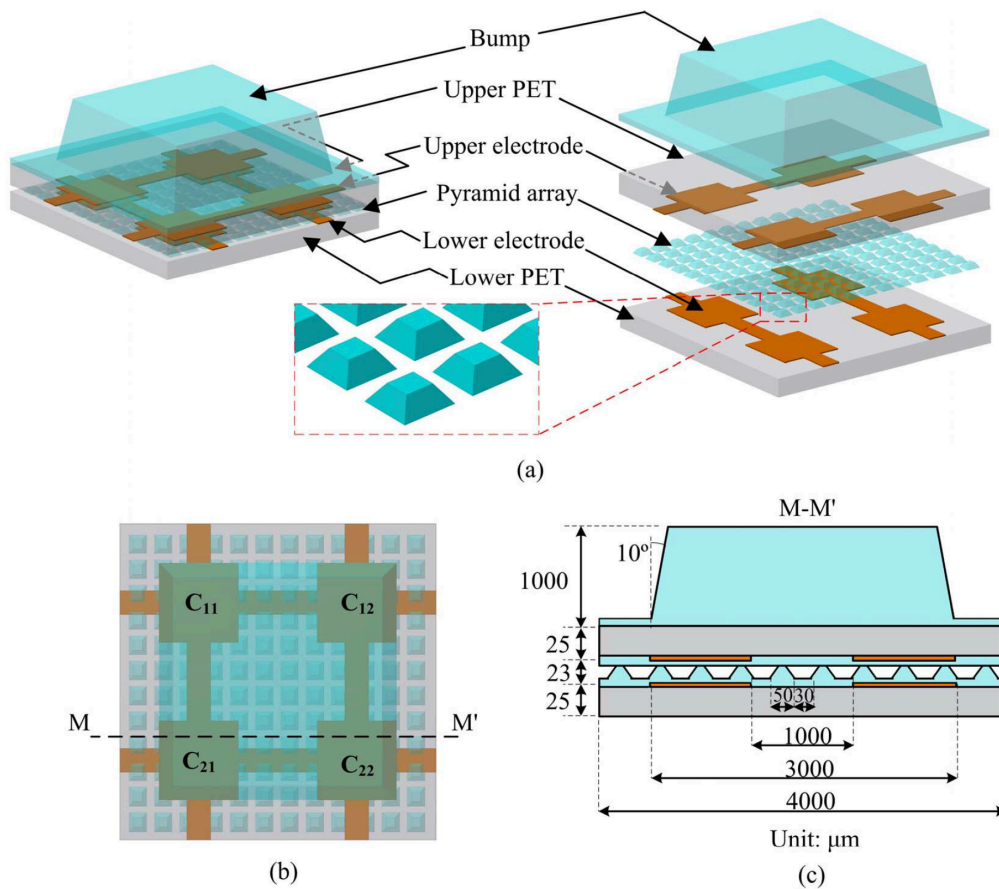 Bump
Upper PET
Upper electrode
Pyramid array
Lower electrode
Lower PET
(a)
C11
C12
M
M'
C21
C22
(b)
M-M'
10°
1000
25
23
25
50
30
1000
3000
4000
Unit: μm
(c)